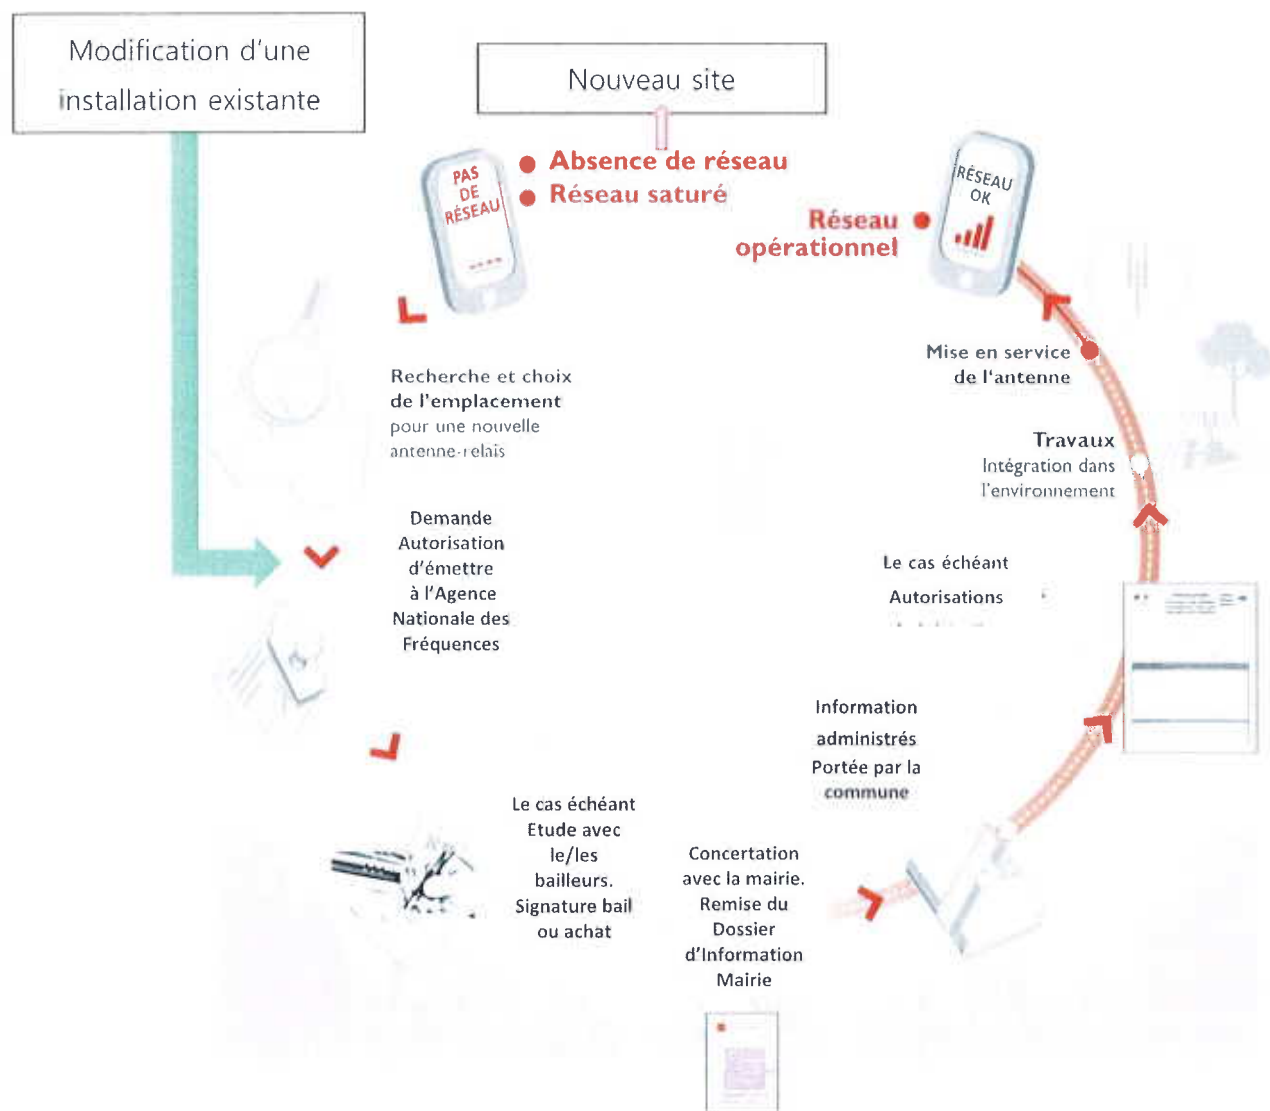 Modification d'une
installation existante
Nouveau site
Absence de réseau
Réseau saturé
PAS
DE
RÉSEAU
RÉSEAU
OK
Réseau
opérationnel
Recherche et choix
de l'emplacement
pour une nouvelle
antenne-relais
Demande
Autorisation
d'émettre
à l'Agence
Nationale des
Fréquences
Le cas échéant
Etude avec
le/les
bailleurs.
Signature bail
ou achat
Concertation
avec la mairie.
Remise du
Dossier
d'Information
Mairie
Information
administrés
Portée par la
commune
Le cas échéant
Autorisations
Travaux
Intégration dans
l'environnement
Mise en service
de l'antenne